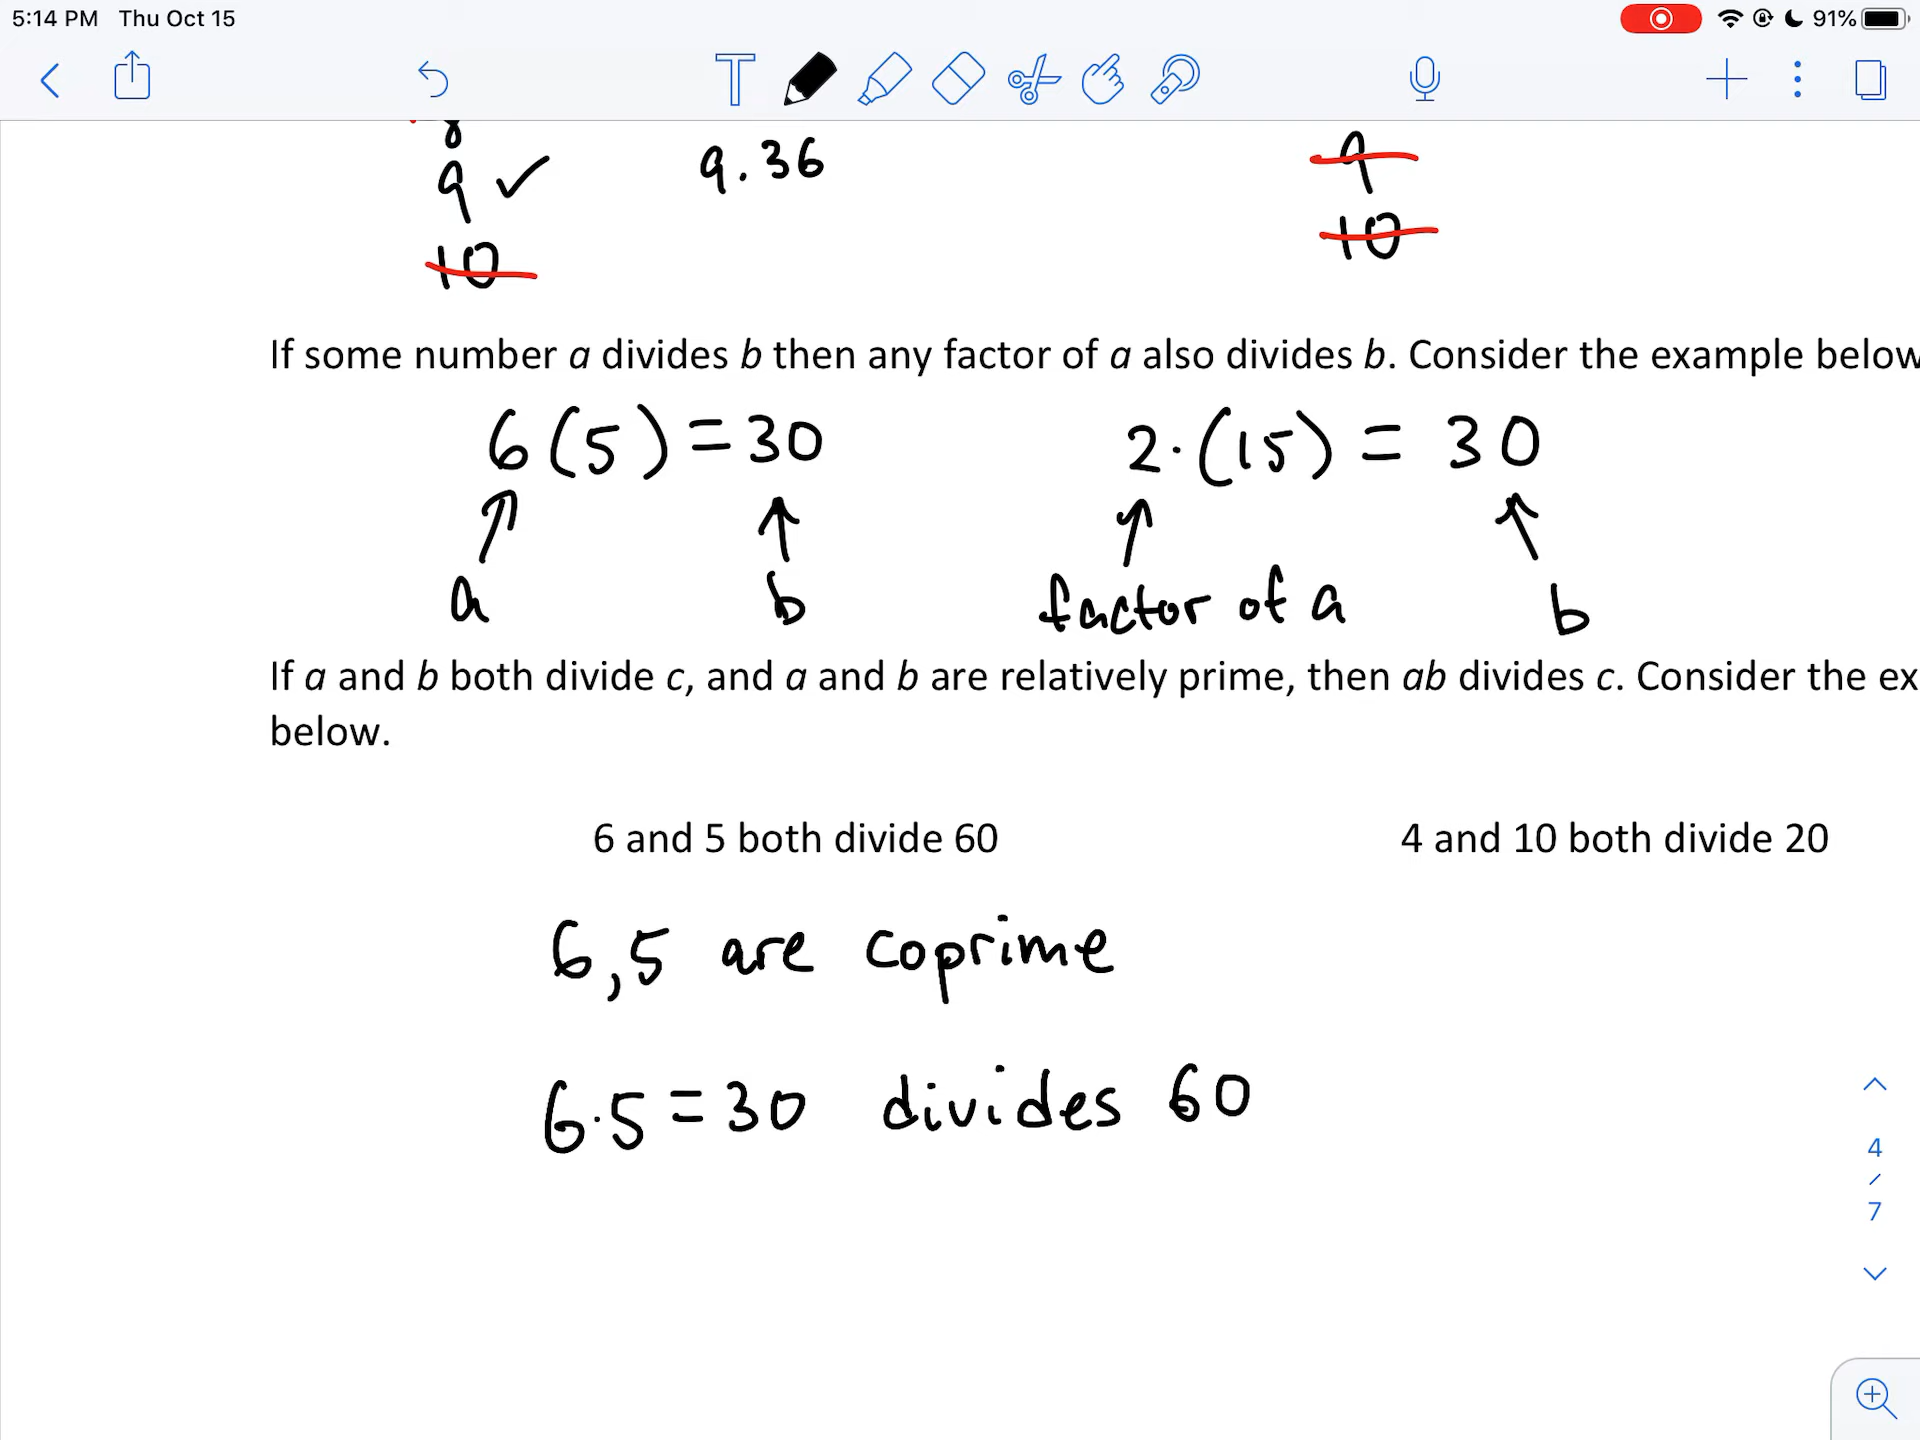 5:14 PM Thu Oct 15 91%
T
9 ✓ 9.36 9
10 10
If some number a divides b then any factor of a also divides b. Consider the example below
6(5)=30 2·(15) = 30
a b factor of a b
If a and b both divide c, and a and b are relatively prime, then ab divides c. Consider the ex
below.
6 and 5 both divide 60 4 and 10 both divide 20
6,5 are coprime
6·5=30 divides 60
4
/
7